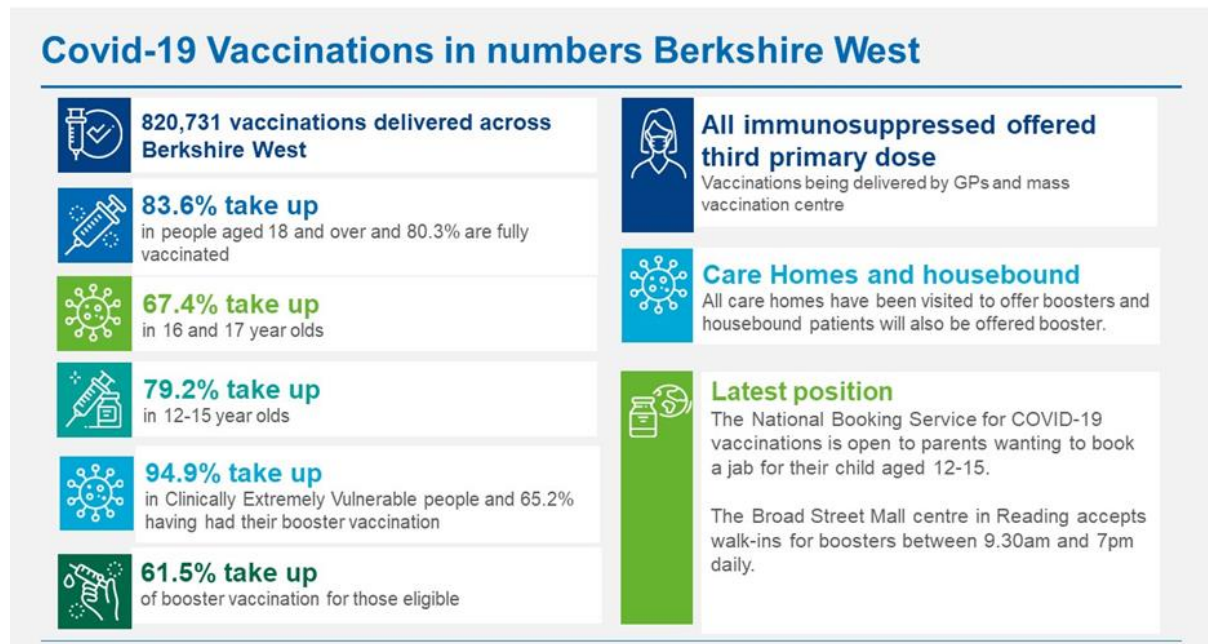 Covid-19 Vaccinations in numbers Berkshire West
820,731 vaccinations delivered across
Berkshire West
83.6% take up
in people aged 18 and over and 80.3% are fully
vaccinated
67.4% take up
in 16 and 17 year olds
79.2% take up
in 12-15 year olds
94.9% take up
in Clinically Extremely Vulnerable people and 65.2%
having had their booster vaccination
61.5% take up
of booster vaccination for those eligible
All immunosuppressed offered
third primary dose
Vaccinations being delivered by GPs and mass
vaccination centre
Care Homes and housebound
All care homes have been visited to offer boosters and
housebound patients will also be offered booster.
Latest position
The National Booking Service for COVID-19
vaccinations is open to parents wanting to book
a jab for their child aged 12-15.
The Broad Street Mall centre in Reading accepts
walk-ins for boosters between 9.30am and 7pm
daily.